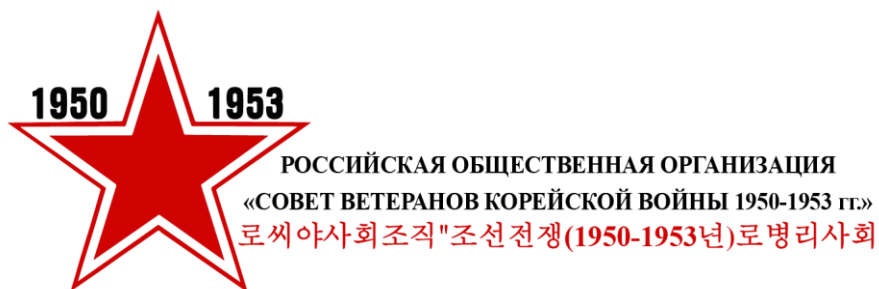 1950 1953
РОССИЙСКАЯ ОБЩЕСТВЕННАЯ ОРГАНИЗАЦИЯ
«СОВЕТ ВЕТЕРАНОВ КОРЕЙСКОЙ ВОЙНЫ 1950-1953 гг.»
로씨야사회조직"조선전쟁(1950-1953년)로병리사회